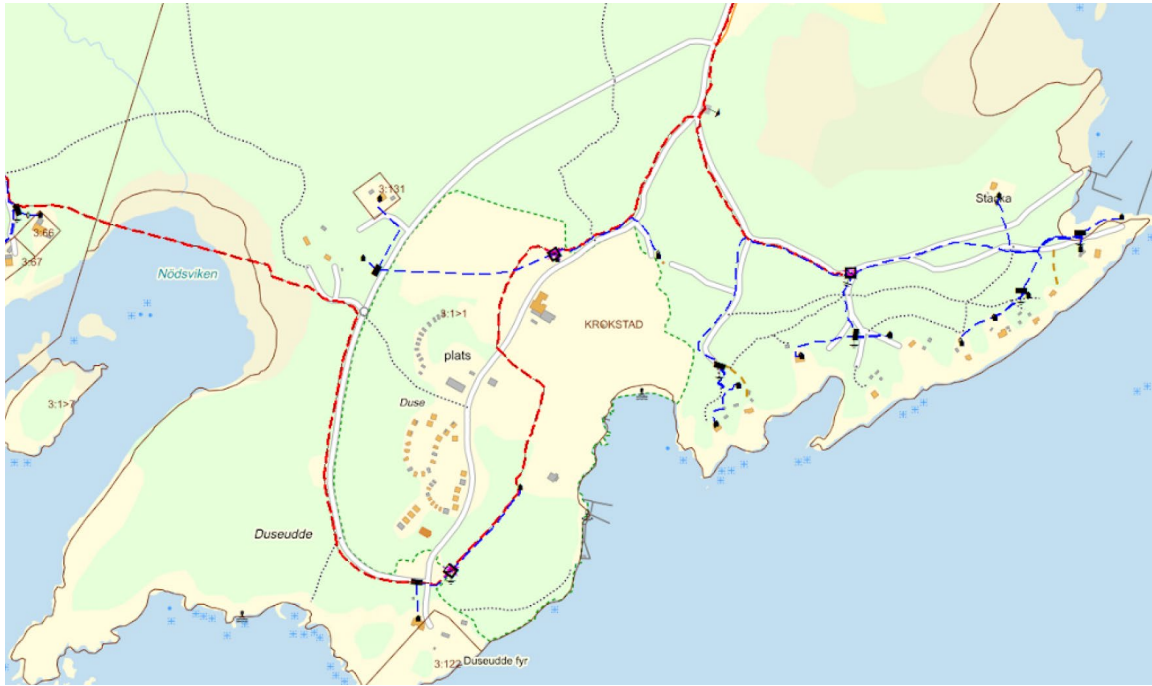 3:131
Stacka
3:66
3:67
Nödsviken
3:1>1
KROKSTAD
plats
3:1>7
Duse
Duseudde
3:122
Duseudde fyr